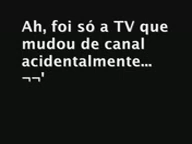 Ah, foi só a TV que
mudou de canal
acidentalmente...
¬¬'